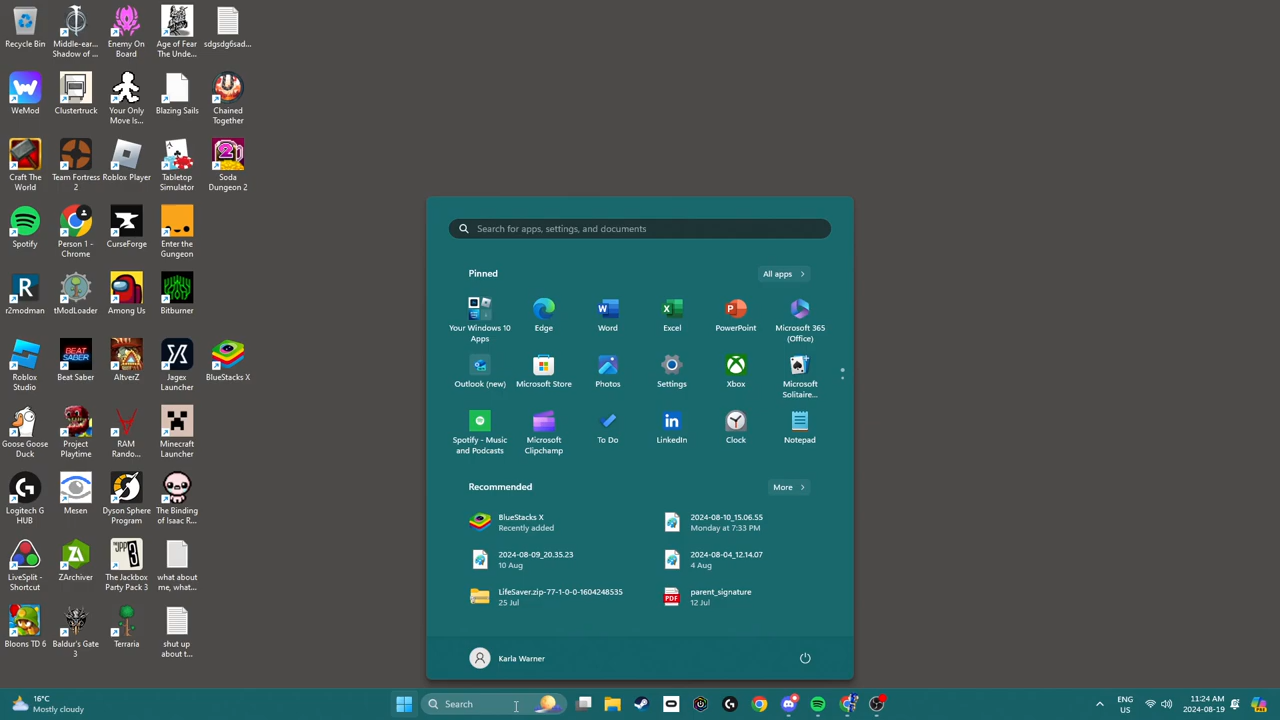 Recycle Bin
Middle-ear...
Shadow of ...
Enemy On
Board
Age of Fear
The Unde...
sdgsdg6sad...
WeMod
Clustertruck
Your Only
Move Is...
Blazing Sails
Chained
Together
Craft The
World
Team Fortress
2
Roblox Player
Tabletop
Simulator
Soda
Dungeon 2
Spotify
Person 1 -
Chrome
CurseForge
Enter the
Gungeon
r2modman
tModLoader
Among Us
Bitburner
Roblox
Studio
Beat Saber
AltverZ
Jagex
Launcher
BlueStacks X
Goose Goose
Duck
Project
Playtime
RAM
Rando...
Minecraft
Launcher
Logitech G
HUB
Mesen
Dyson Sphere
Program
The Binding
of Isaac R...
LiveSplit -
Shortcut
ZArchiver
The Jackbox
Party Pack 3
what about
me, what...
Bloons TD 6
Baldur's Gate
3
Terraria
shut up
about t...
Search for apps, settings, and documents
Pinned
All apps
Your Windows 10
Apps
Edge
Word
Excel
PowerPoint
Microsoft 365
(Office)
Outlook (new)
Microsoft Store
Photos
Settings
Xbox
Microsoft
Solitaire...
Spotify - Music
and Podcasts
Microsoft
Clipchamp
To Do
LinkedIn
Clock
Notepad
Recommended
More
BlueStacks X
Recently added
2024-08-10_15.06.55
Monday at 7:33 PM
2024-08-09_20.35.23
10 Aug
2024-08-04_12.14.07
4 Aug
LifeSaver.zip-77-1-0-0-1604248535
25 Jul
parent_signature
12 Jul
Karla Warner
16°C
Mostly cloudy
Search
ENG
US
11:24 AM
2024-08-19